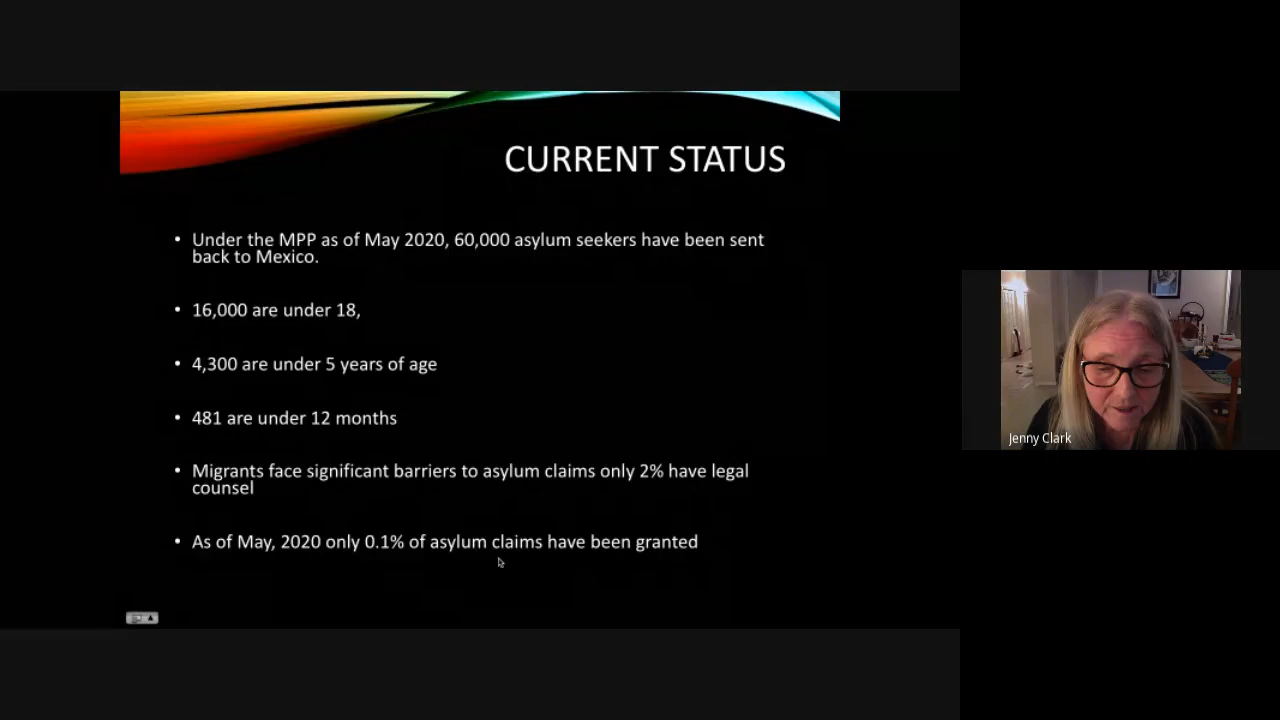 CURRENT STATUS
• Under the MPP as of May 2020, 60,000 asylum seekers have been sent
back to Mexico.
• 16,000 are under 18,
• 4,300 are under 5 years of age
• 481 are under 12 months
• Migrants face significant barriers to asylum claims only 2% have legal
counsel
• As of May, 2020 only 0.1% of asylum claims have been granted
Jenny Clark